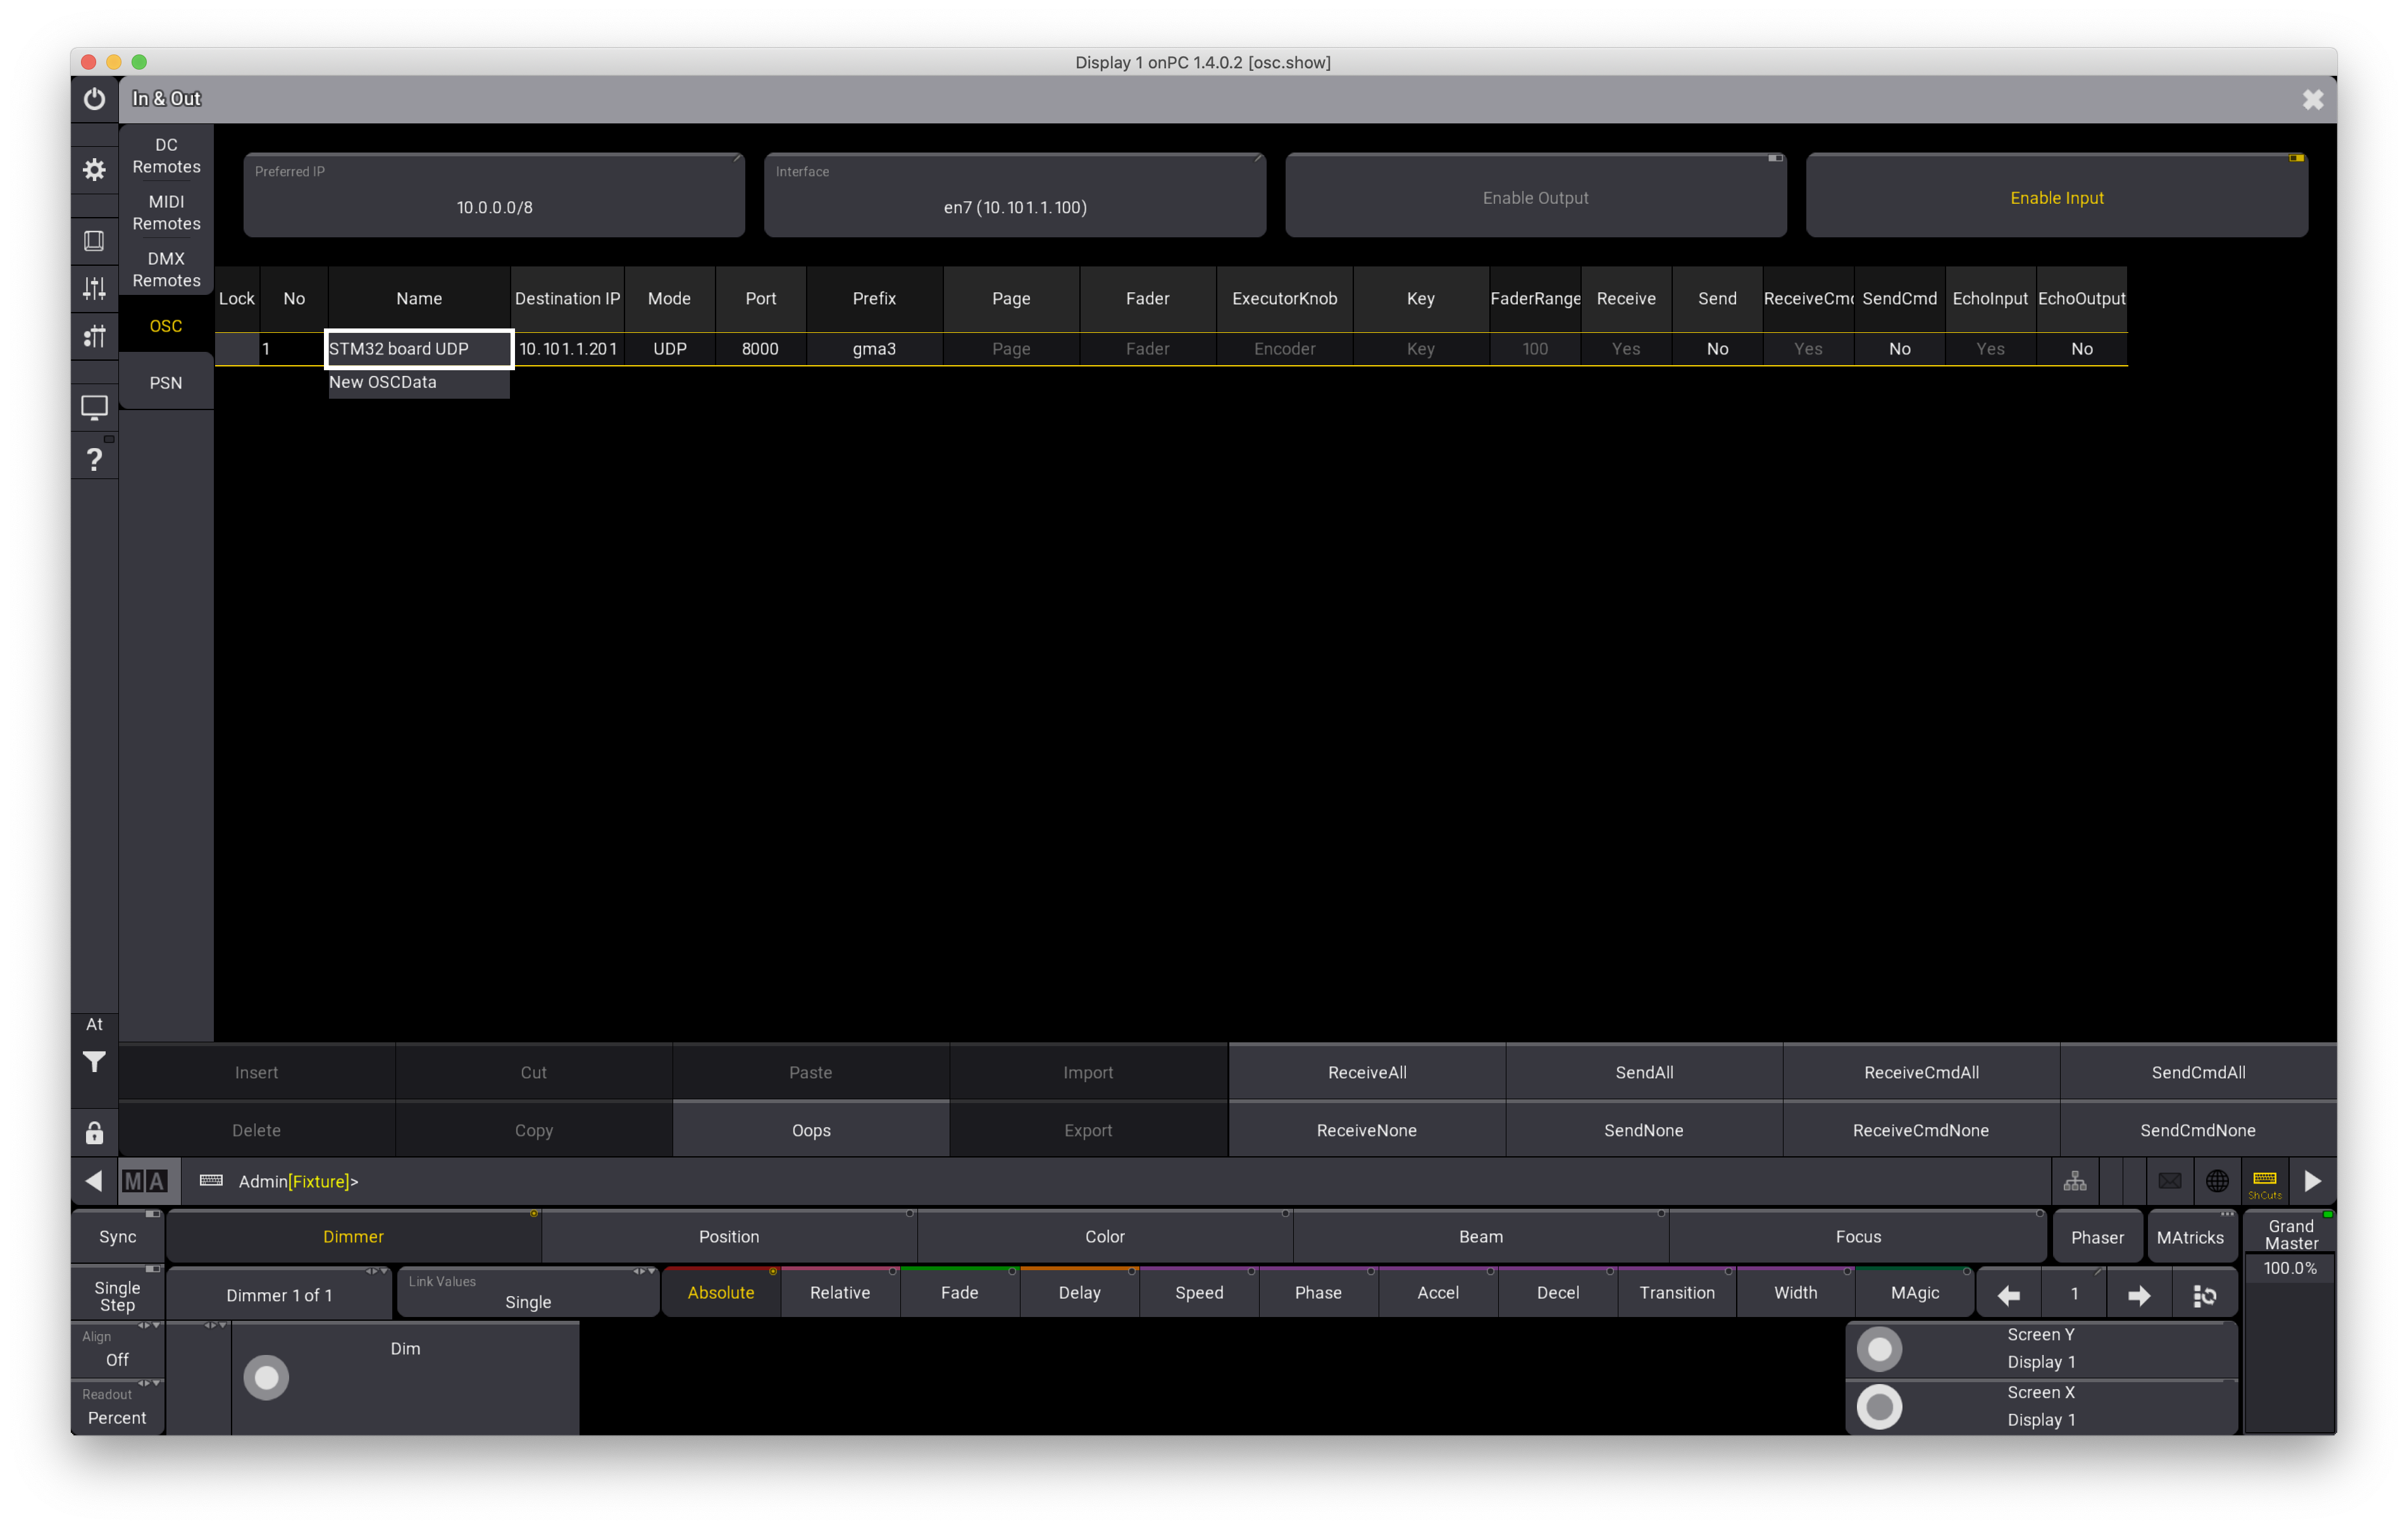 Display 1 onPC 1.4.0.2 [osc.show]
In & Out
DC Remotes
MIDI Remotes
DMX Remotes
OSC
PSN
Preferred IP
10.0.0.0/8
Interface
en7 (10.101.1.100)
Enable Output
Enable Input
Lock No Name Destination IP Mode Port Prefix Page Fader ExecutorKnob Key FaderRange Receive Send ReceiveCmd SendCmd EchoInput EchoOutput
1 STM32 board UDP 10.101.1.201 UDP 8000 gma3 Page Fader Encoder Key 100 Yes No Yes No Yes No
New OSCData
?
At
Insert Cut Paste Import ReceiveAll SendAll ReceiveCmdAll SendCmdAll
Delete Copy Oops Export ReceiveNone SendNone ReceiveCmdNone SendCmdNone
MA Admin[Fixture]> ShCuts
Sync Dimmer Position Color Beam Focus Phaser MAtricks Grand Master
100.0%
Single Step
Dimmer 1 of 1
Link Values
Single
Absolute Relative Fade Delay Speed Phase Accel Decel Transition Width MAgic 1
Align
Off
Readout
Percent
Dim
Screen Y
Display 1
Screen X
Display 1